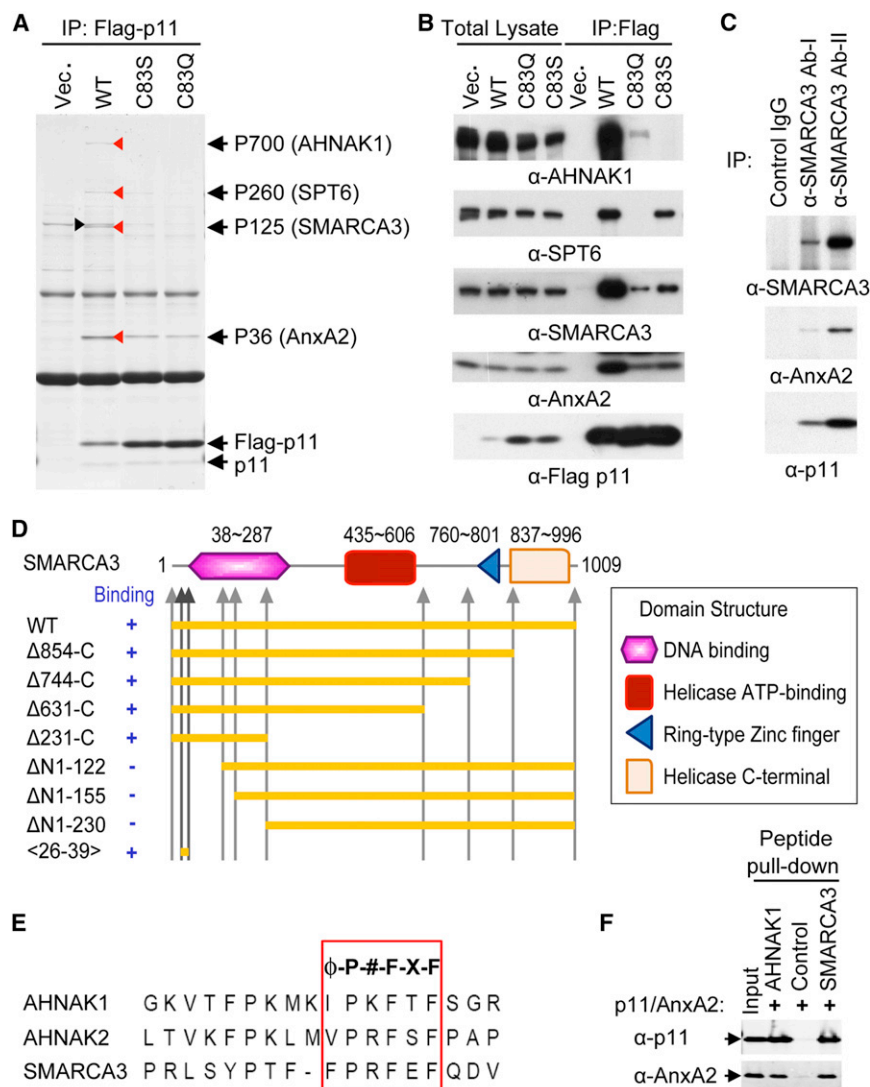 A
IP: Flag-p11
Vec. WT C83S C83Q
P700 (AHNAK1)
P260 (SPT6)
P125 (SMARCA3)
P36 (AnxA2)
Flag-p11
p11
B
Total Lysate IP:Flag
Vec. WT C83Q C83S Vec. WT C83Q C83S
α-AHNAK1
α-SPT6
α-SMARCA3
α-AnxA2
α-Flag p11
C
IP: Control IgG α-SMARCA3 Ab-I α-SMARCA3 Ab-II
α-SMARCA3
α-AnxA2
α-p11
D
38~287 435~606 760~801 837~996
SMARCA3 1 1009
Binding
WT +
Δ854-C +
Δ744-C +
Δ631-C +
Δ231-C +
ΔN1-122 -
ΔN1-155 -
ΔN1-230 -
<26-39> +
Domain Structure
DNA binding
Helicase ATP-binding
Ring-type Zinc finger
Helicase C-terminal
E
ϕ-P-#-F-X-F
AHNAK1 G K V T F P K M K I P K F T F S G R
AHNAK2 L T V K F P K L M V P R F S F P A P
SMARCA3 P R L S Y P T F - F P R F E F Q D V
F
Peptide
pull-down
Input AHNAK1 Control SMARCA3
p11/AnxA2: + + +
α-p11
α-AnxA2